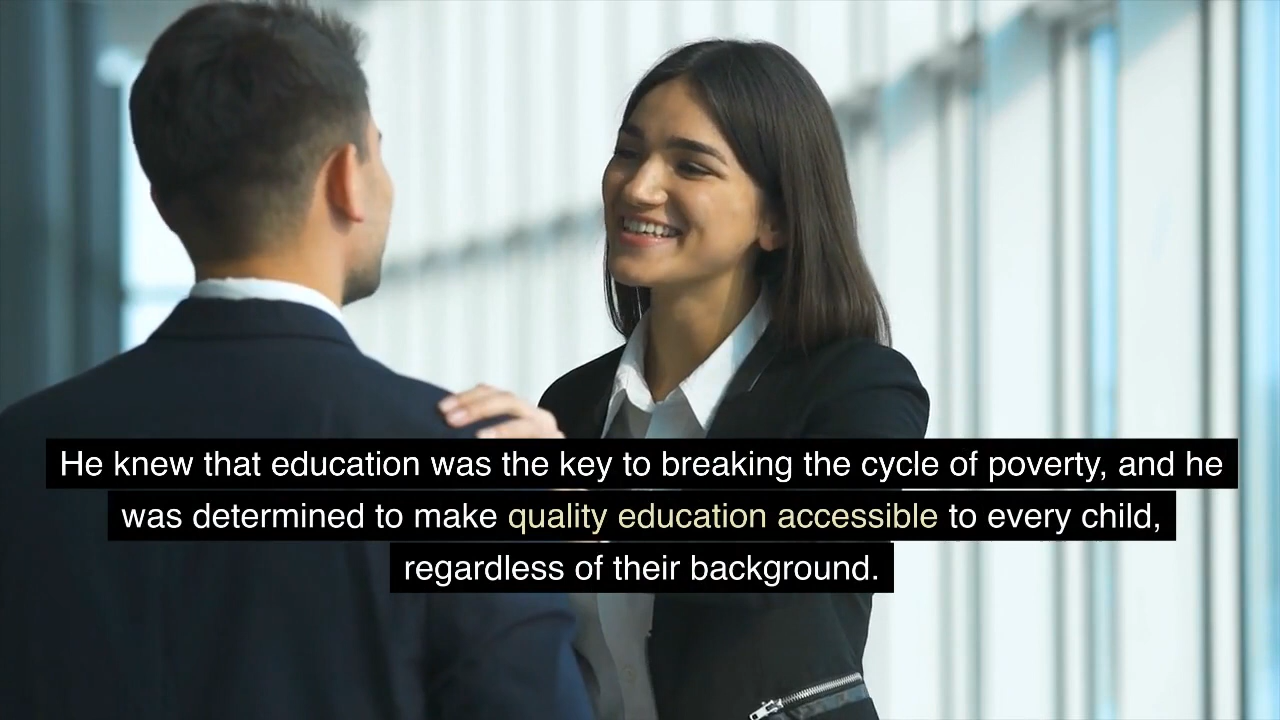 He knew that education was the key to breaking the cycle of poverty, and he
was determined to make quality education accessible to every child,
regardless of their background.